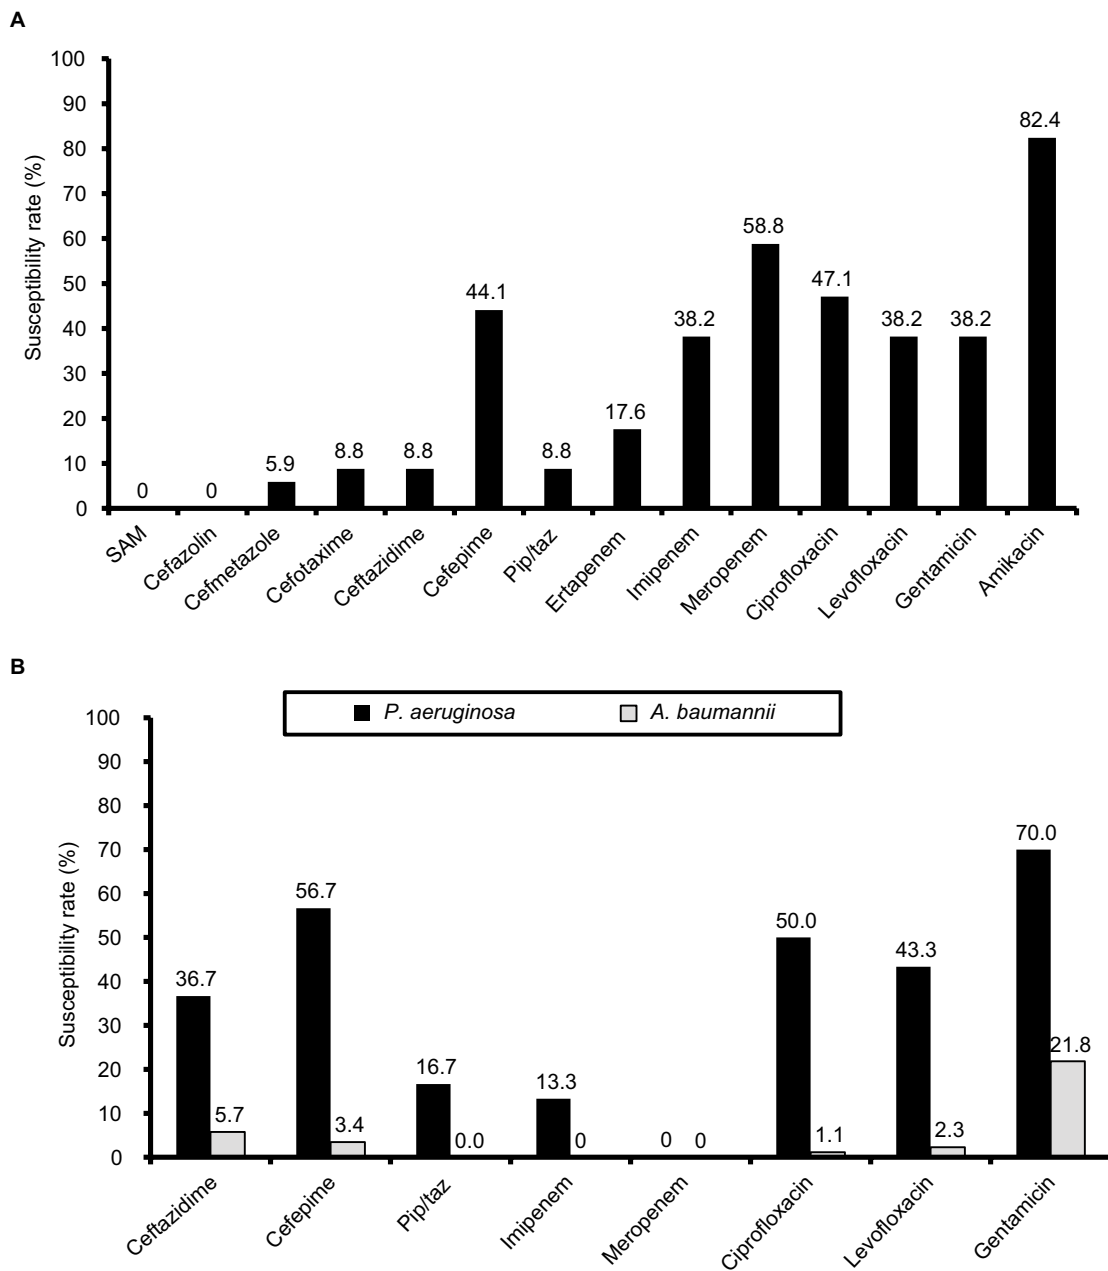 A
100
90
80
70
60
50
40
30
20
10
0
Susceptibility rate (%)
0
0
5.9
8.8
8.8
44.1
8.8
17.6
38.2
58.8
47.1
38.2
38.2
82.4
SAM
Cefazolin
Cefmetazole
Cefotaxime
Ceftazidime
Cefepime
Pip/taz
Ertapenem
Imipenem
Meropenem
Ciprofloxacin
Levofloxacin
Gentamicin
Amikacin
B
P. aeruginosa
A. baumannii
100
90
80
70
60
50
40
30
20
10
0
Susceptibility rate (%)
36.7
5.7
56.7
3.4
16.7
0.0
13.3
0
0
0
50.0
1.1
43.3
2.3
70.0
21.8
Ceftazidime
Cefepime
Pip/taz
Imipenem
Meropenem
Ciprofloxacin
Levofloxacin
Gentamicin